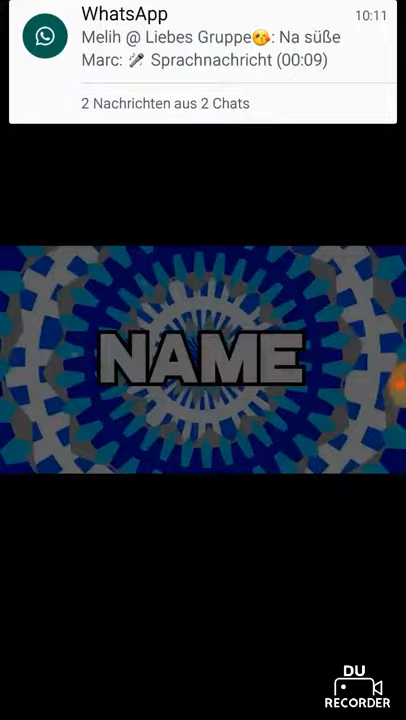 WhatsApp 10:11
Melih @ Liebes Gruppe😘: Na süße
Marc: 🎤 Sprachnachricht (00:09)
2 Nachrichten aus 2 Chats
NAME
DU
RECORDER